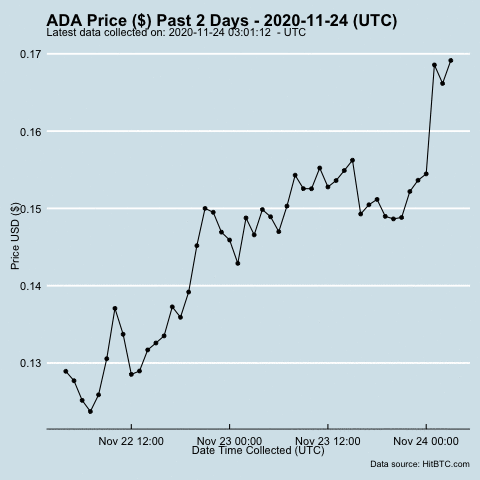 ADA Price ($) Past 2 Days - 2020-11-24 (UTC)
Latest data collected on: 2020-11-24 03:01:12 - UTC
0.17
0.16
0.15
0.14
0.13
Price USD ($)
Nov 22 12:00
Nov 23 00:00
Nov 23 12:00
Nov 24 00:00
Date Time Collected (UTC)
Data source: HitBTC.com